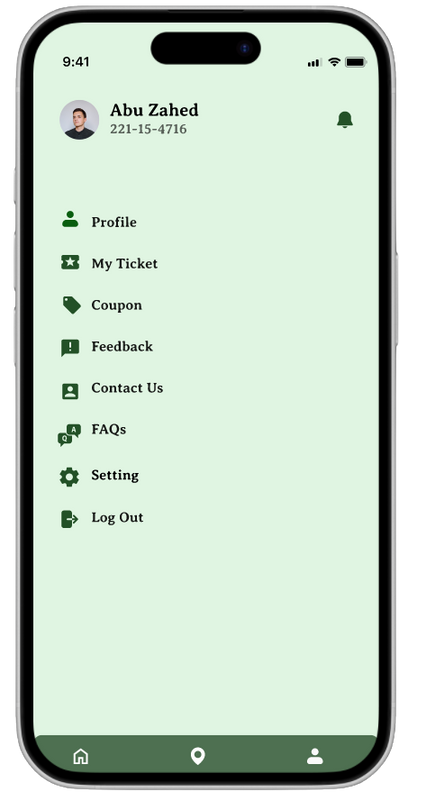 9:41
Abu Zahed
221-15-4716
Profile
My Ticket
Coupon
Feedback
Contact Us
Q A
FAQs
Setting
Log Out